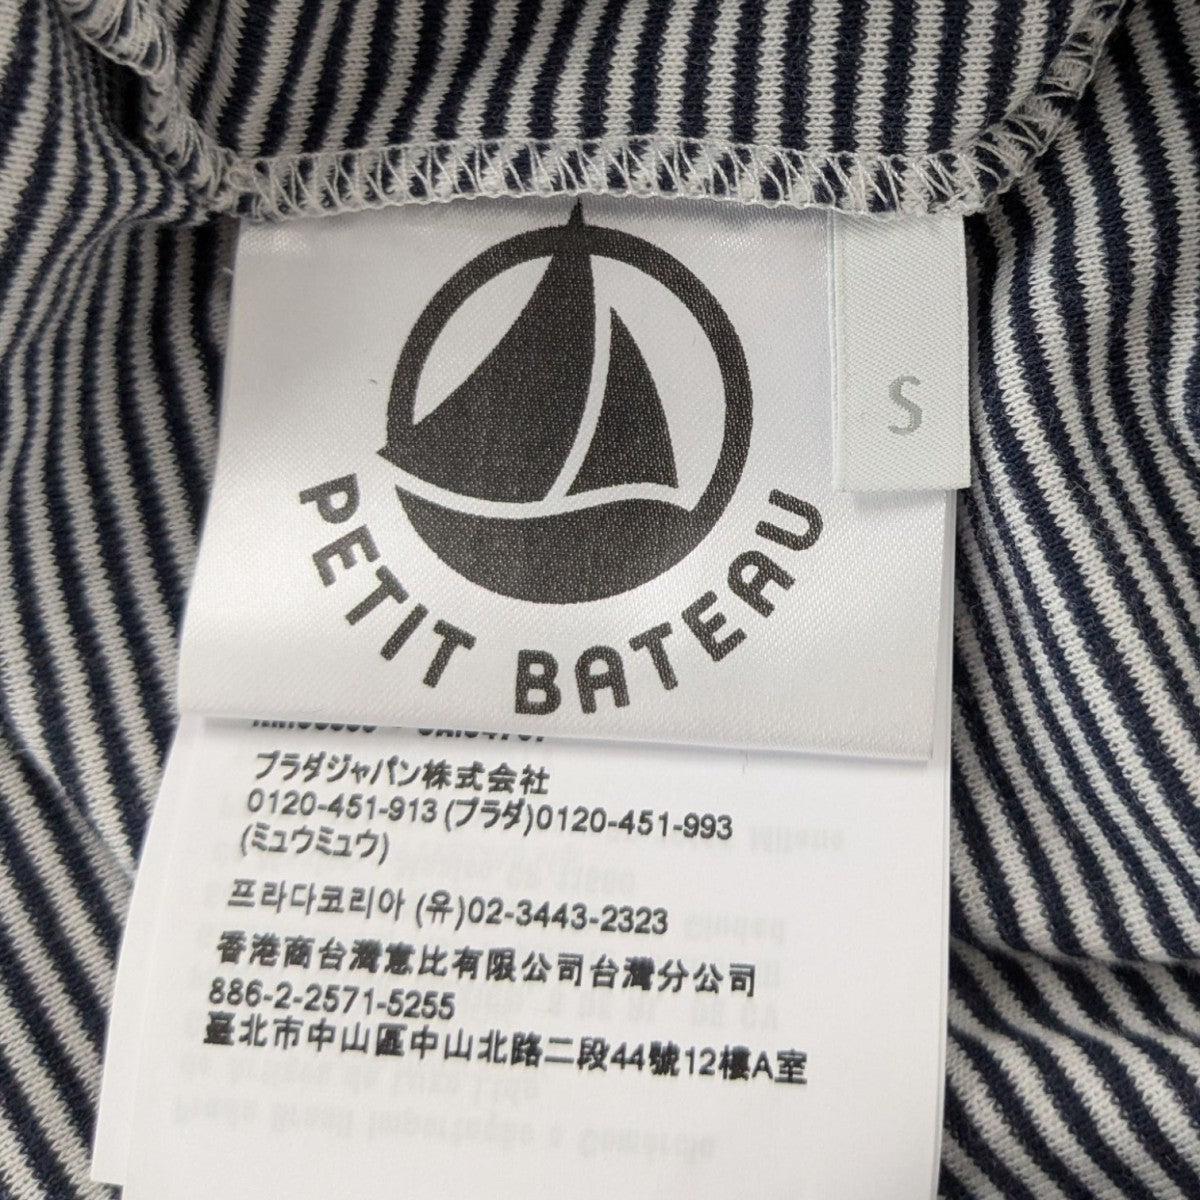 PETIT BATEAU
S
プラダジャパン株式会社
0120-451-913 (プラダ)0120-451-993
(ミュウミュウ)
프라다코리아 (유)02-3443-2323
香港商台灣惠比有限公司台灣分公司
886-2-2571-5255
臺北市中山區中山北路二段44號12樓A室